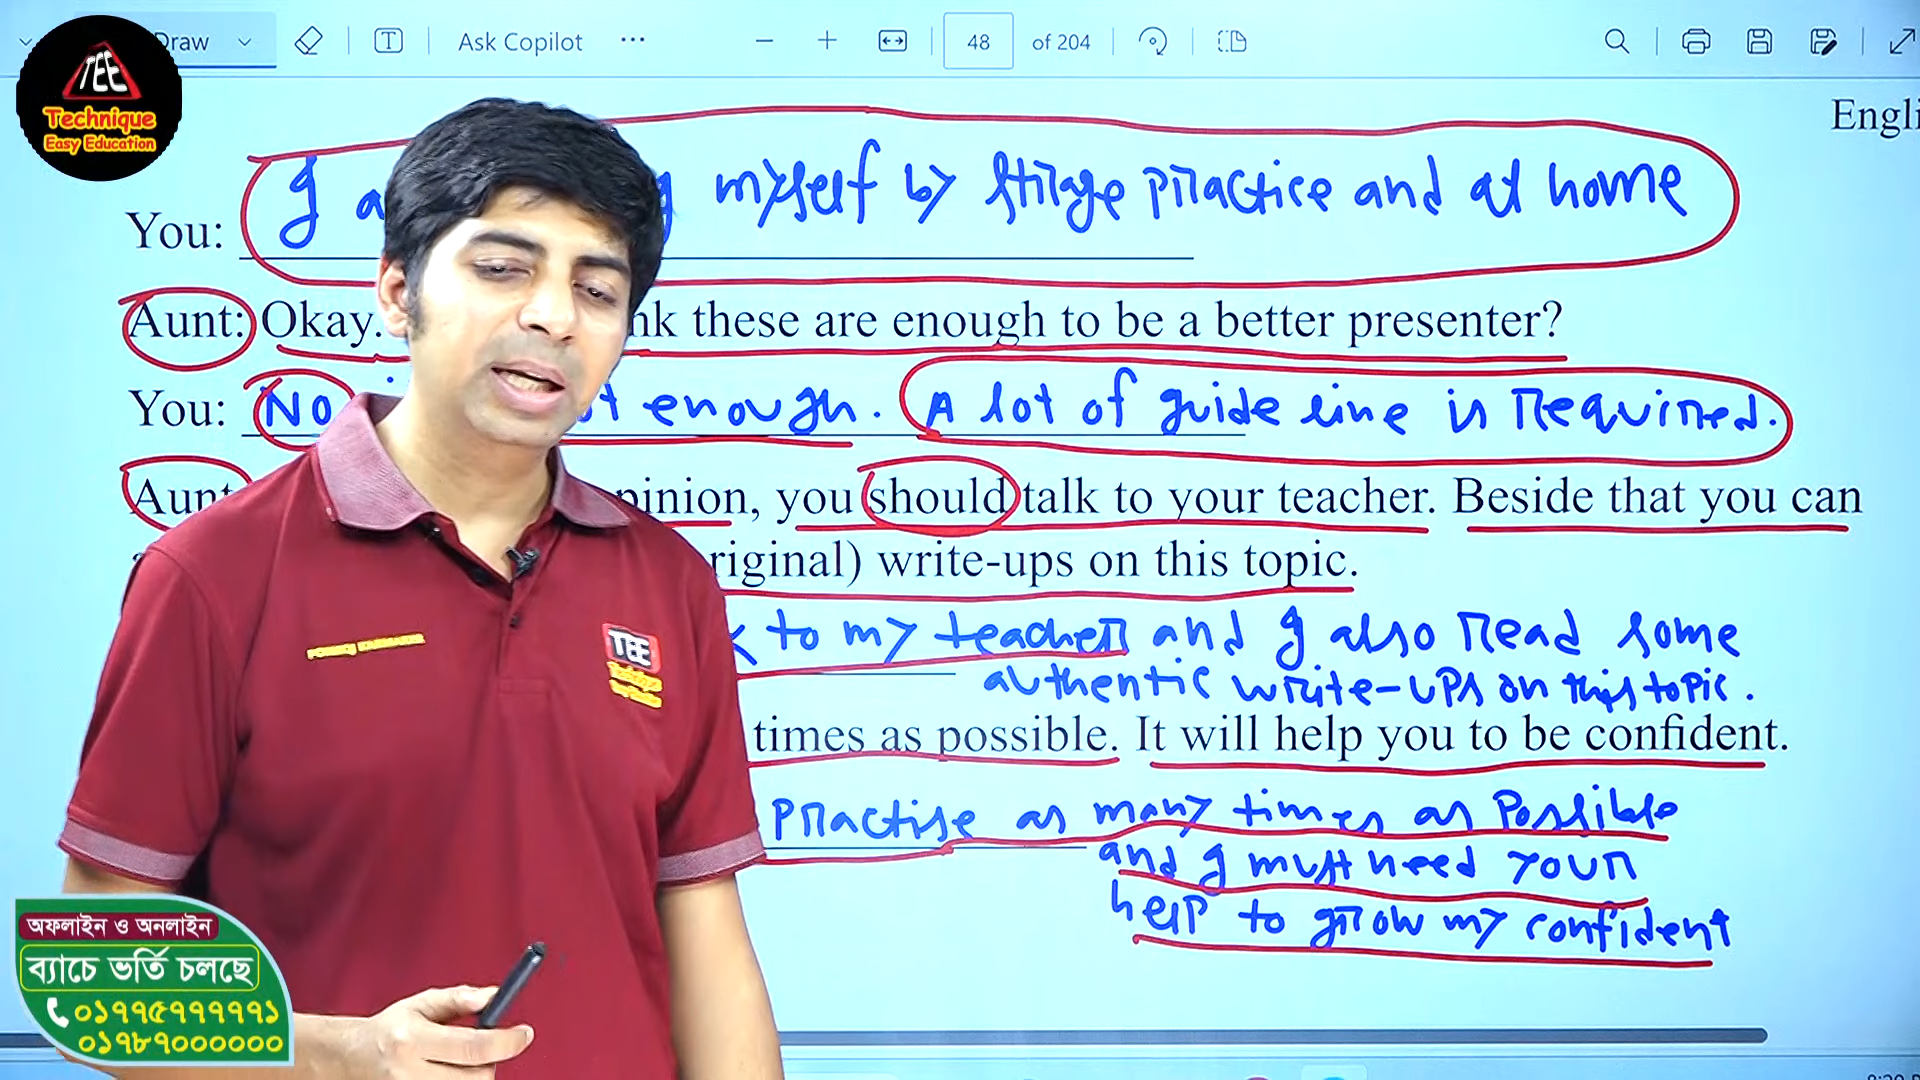 Draw
Ask Copilot
48 of 204
TEE
Technique
Easy Education
You: I myself by stage practice and at home
Aunt: Okay. these are enough to be a better presenter?
You: No enough. A lot of guide line is required.
Aunt you should talk to your teacher. Beside that you can
write-ups on this topic.
to my teacher and I also read some
authentic write-ups on this topic.
times as possible. It will help you to be confident.
Practise as many times as Possible
and I must need your
help to grow my confident
TEE
অফলাইন ও অনলাইন
ব্যাচে ভর্তি চলছে
০১৭৭৫৭৭৭৭৭১
০১৭৮৭০০০০০০